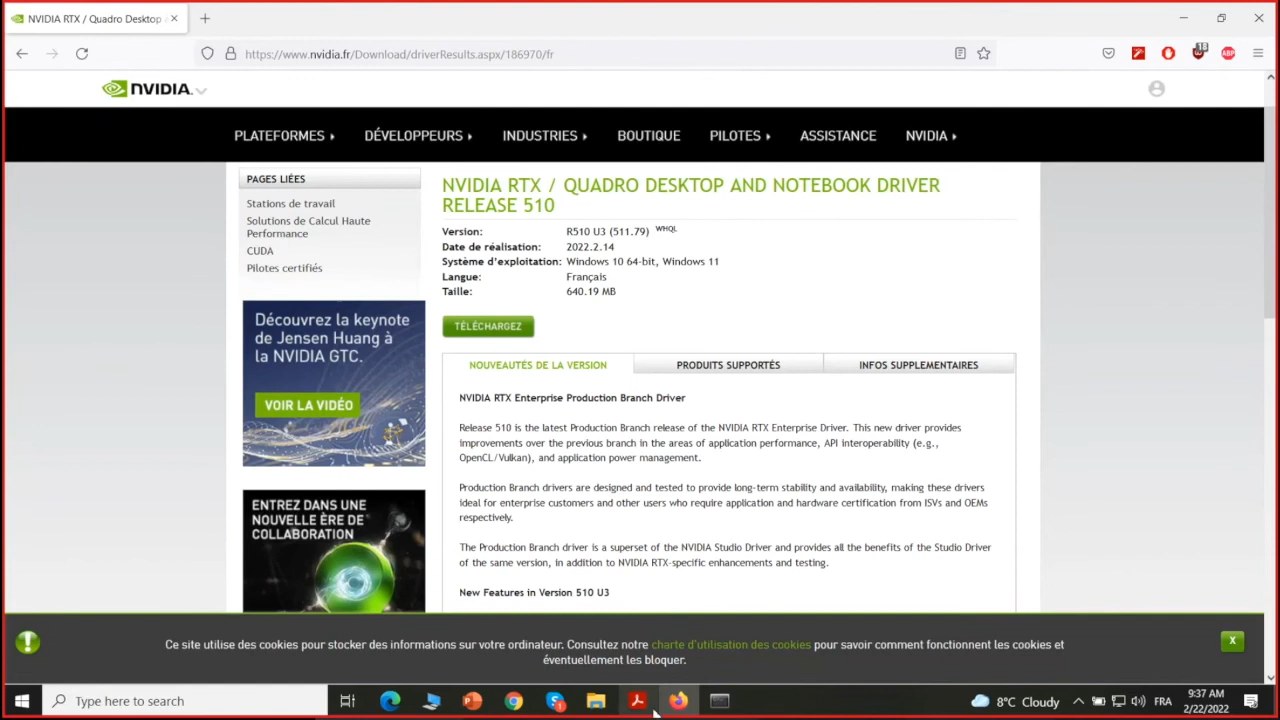 NVIDIA RTX / Quadro Desktop
https://www.nvidia.fr/Download/driverResults.aspx/186970/fr
18
ABP
NVIDIA.
PLATEFORMES
DÉVELOPPEURS
INDUSTRIES
BOUTIQUE
PILOTES
ASSISTANCE
NVIDIA
PAGES LIÉES
Stations de travail
Solutions de Calcul Haute
Performance
CUDA
Pilotes certifiés
Découvrez la keynote
de Jensen Huang à
la NVIDIA GTC.
VOIR LA VIDÉO
ENTREZ DANS UNE
NOUVELLE ÈRE DE
COLLABORATION
NVIDIA RTX / QUADRO DESKTOP AND NOTEBOOK DRIVER
RELEASE 510
Version: R510 U3 (511.79) WHQL
Date de réalisation: 2022.2.14
Système d'exploitation: Windows 10 64-bit, Windows 11
Langue: Français
Taille: 640.19 MB
TÉLÉCHARGEZ
NOUVEAUTÉS DE LA VERSION
PRODUITS SUPPORTÉS
INFOS SUPPLEMENTAIRES
NVIDIA RTX Enterprise Production Branch Driver
Release 510 is the latest Production Branch release of the NVIDIA RTX Enterprise Driver. This new driver provides
improvements over the previous branch in the areas of application performance, API interoperability (e.g.,
OpenCL/Vulkan), and application power management.
Production Branch drivers are designed and tested to provide long-term stability and availability, making these drivers
ideal for enterprise customers and other users who require application and hardware certification from ISVs and OEMs
respectively.
The Production Branch driver is a superset of the NVIDIA Studio Driver and provides all the benefits of the Studio Driver
of the same version, in addition to NVIDIA RTX-specific enhancements and testing.
New Features in Version 510 U3
Ce site utilise des cookies pour stocker des informations sur votre ordinateur. Consultez notre charte d'utilisation des cookies pour savoir comment fonctionnent les cookies et
éventuellement les bloquer.
X
Type here to search
8°C Cloudy
FRA
9:37 AM
2/22/2022